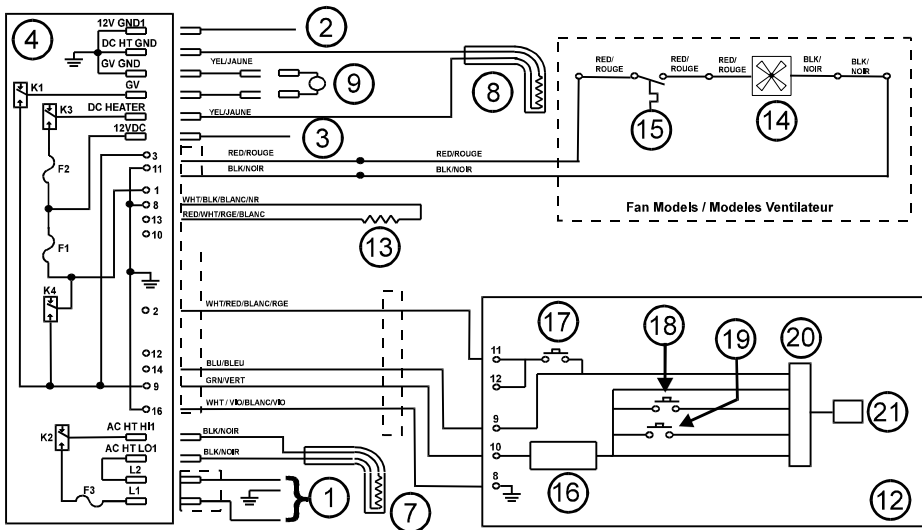 12V GND1
4
2
DC HT GND
GV GND
YEL/JAUNE
9
8
K1
GV
K3
DC HEATER
YEL/JAUNE
12VDC
3
RED/ROUGE
RED/ROUGE
RED/ROUGE
BLK/NOIR
BLK/NOIR
15
14
Fan Models / Modeles Ventilateur
3
RED/ROUGE
RED/ROUGE
11
BLK/NOIR
BLK/NOIR
F2
1
8
WHT/BLK/BLANC/NR
13
RED/WHT/RGE/BLANC
13
10
F1
K4
2
WHT/RED/BLANC/RGE
12
14
BLU/BLEU
9
GRN/VERT
16
WHT / VIO/BLANC/VIO
17
18
19
20
11
12
9
10
8
16
21
12
K2
AC HT HI1
BLK/NOIR
AC HT LO1
BLK/NOIR
L2
F3
L1
1
7